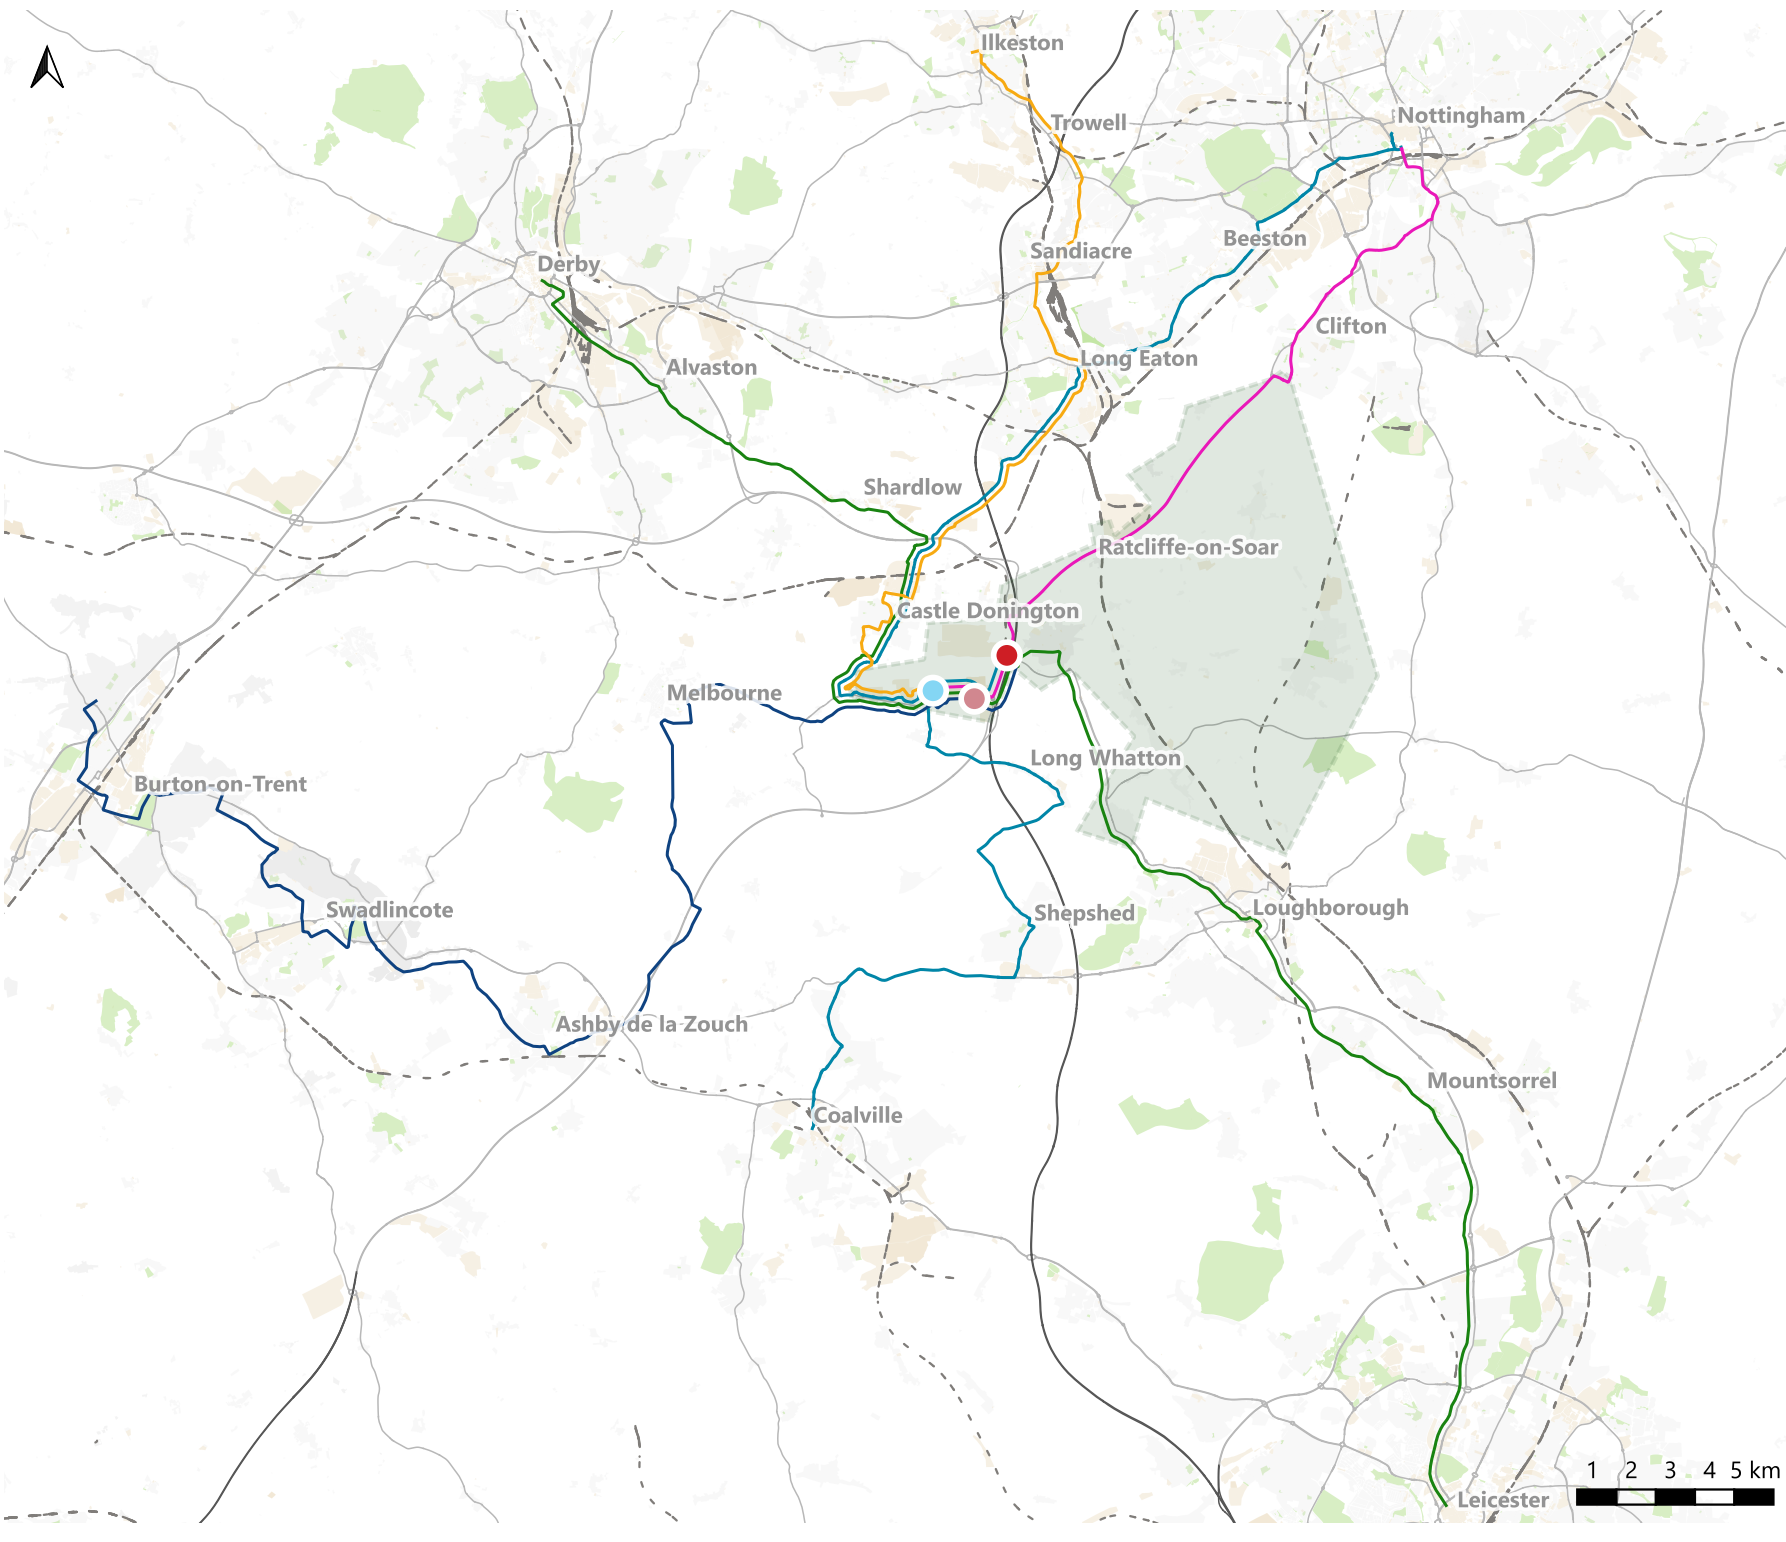 Ilkeston
Nottingham
Trowell
Beeston
Sandiacre
Derby
Clifton
Long Eaton
Alvaston
Shardlow
Ratcliffe-on-Soar
Castle Donington
Melbourne
Long Whatton
Burton-on-Trent
Loughborough
Swadlincote
Shepshed
Ashby de la Zouch
Mountsorrel
Coalville
1 2 3 4 5 km
Leicester